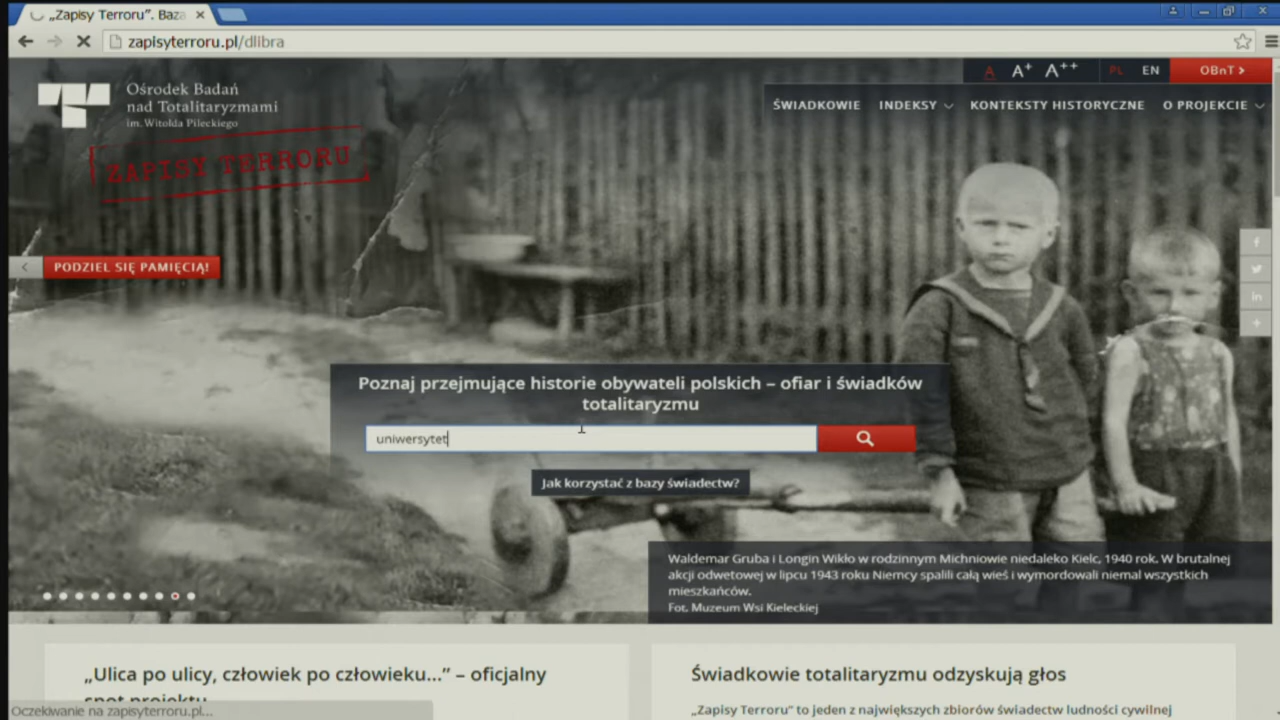 „Zapisy Terroru”. Baza
zapisyterroru.pl/dlibra
Ośrodek Badań
nad Totalitaryzmami
im. Witolda Pileckiego
ZAPISY TERRORU
A A+ A++ PL EN OBnT >
ŚWIADKOWIE INDEKSY KONTEKSTY HISTORYCZNE O PROJEKCIE
PODZIEL SIĘ PAMIĘCIĄ!
Poznaj przejmujące historie obywateli polskich – ofiar i świadków
totalitaryzmu
uniwersytet
Jak korzystać z bazy świadectw?
Waldemar Gruba i Longin Wikło w rodzinnym Michniowie niedaleko Kielc, 1940 rok. W brutalnej
akcji odwetowej w lipcu 1943 roku Niemcy spalili całą wieś i wymordowali niemal wszystkich
mieszkańców.
Fot. Muzeum Wsi Kieleckiej
„Ulica po ulicy, człowiek po człowieku...” – oficjalny
spot projektu
Świadkowie totalitaryzmu odzyskują głos
„Zapisy Terroru” to jeden z największych zbiorów świadectw ludności cywilnej
Oczekiwanie na zapisyterroru.pl...